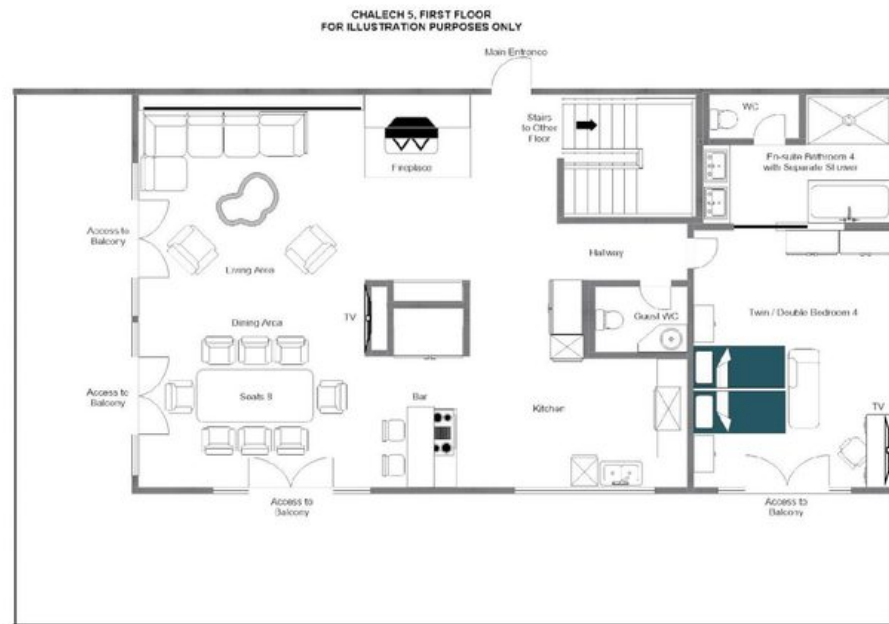 CHALECH 5, FIRST FLOOR
FOR ILLUSTRATION PURPOSES ONLY
Main Entrance
WC
Stairs
to Other
Floor
En-suite Bathroom 4
with Separate Shower
Fireplace
Access to
Balcony
Living Area
Hallway
TV
Guest WC
Twin / Double Bedroom 4
Dining Area
Access to
Balcony
Seats 8
Bar
Kitchen
TV
Access to
Balcony
Access to
Balcony